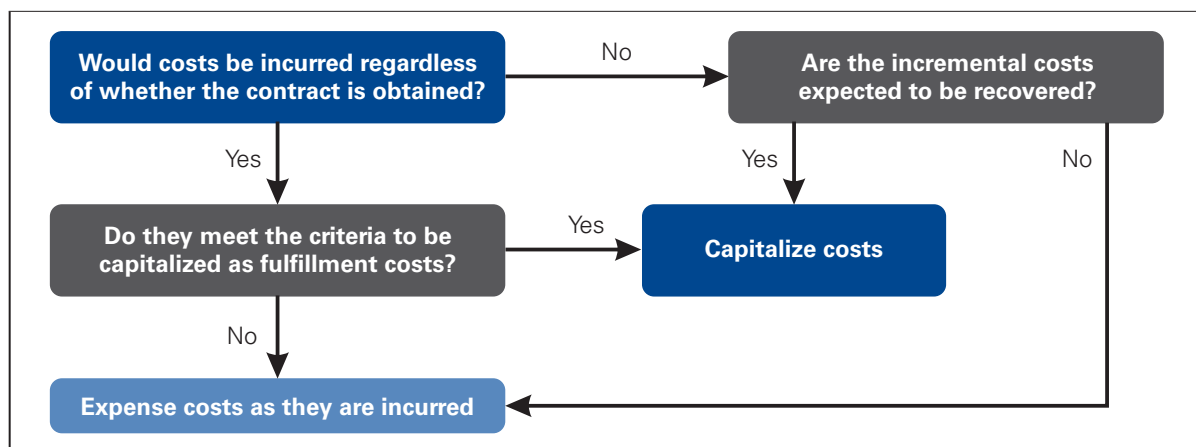 Would costs be incurred regardless
of whether the contract is obtained?
No
Are the incremental costs
expected to be recovered?
Yes
Yes
No
Do they meet the criteria to be
capitalized as fulfillment costs?
Yes
Capitalize costs
No
Expense costs as they are incurred